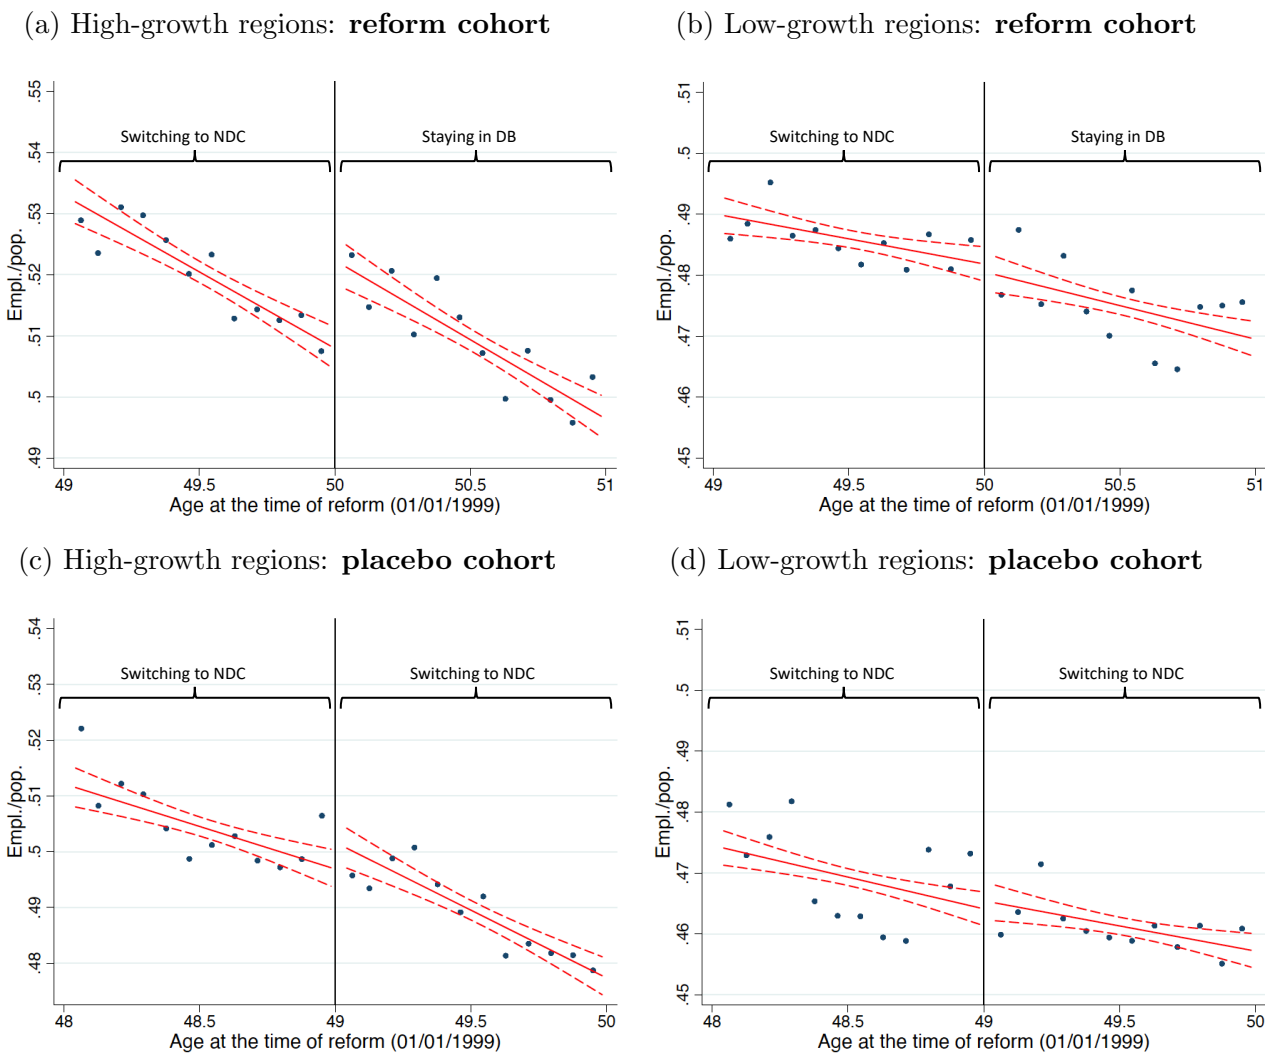 (a) High-growth regions: reform cohort
.55
.54
.53
.52
.51
.5
.49
Empl./pop.
Switching to NDC
Staying in DB
49
49.5
50
50.5
51
Age at the time of reform (01/01/1999)
(b) Low-growth regions: reform cohort
.51
.5
.49
.48
.47
.46
.45
Empl./pop.
Switching to NDC
Staying in DB
49
49.5
50
50.5
51
Age at the time of reform (01/01/1999)
(c) High-growth regions: placebo cohort
.54
.53
.52
.51
.5
.49
.48
Empl./pop.
Switching to NDC
Switching to NDC
48
48.5
49
49.5
50
Age at the time of reform (01/01/1999)
(d) Low-growth regions: placebo cohort
.51
.5
.49
.48
.47
.46
.45
Empl./pop.
Switching to NDC
Switching to NDC
48
48.5
49
49.5
50
Age at the time of reform (01/01/1999)